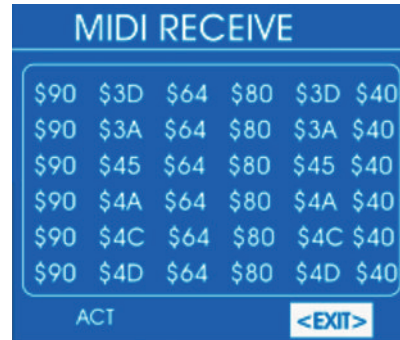 MIDI RECEIVE
$90 $3D $64 $80 $3D $40
$90 $3A $64 $80 $3A $40
$90 $45 $64 $80 $45 $40
$90 $4A $64 $80 $4A $40
$90 $4C $64 $80 $4C $40
$90 $4D $64 $80 $4D $40
ACT <EXIT>